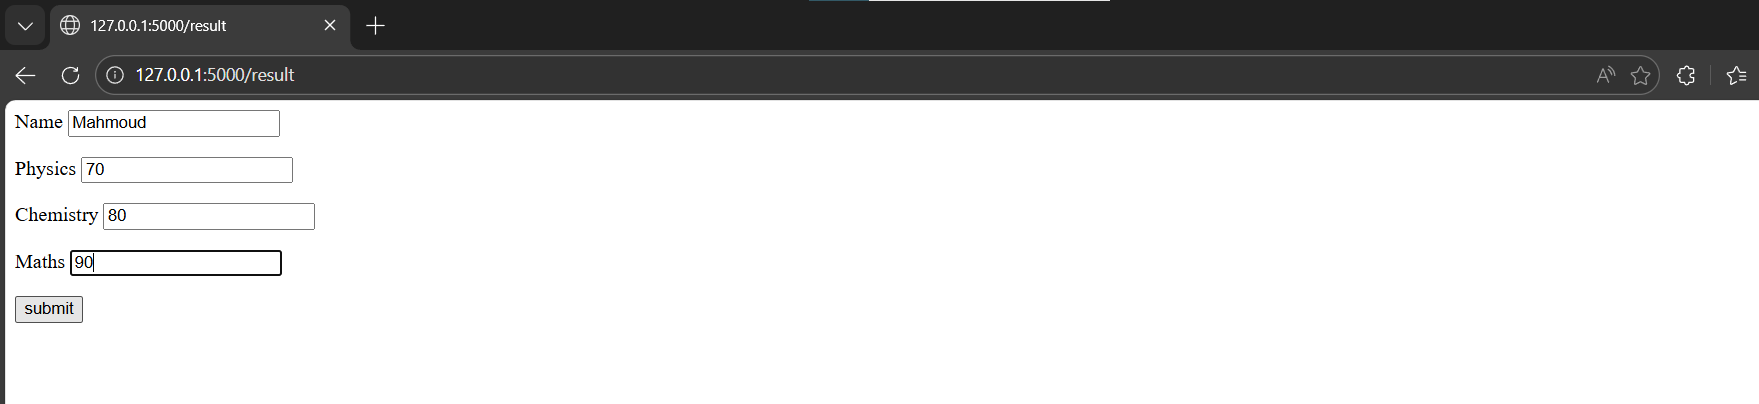 127.0.0.1:5000/result
127.0.0.1:5000/result
Name Mahmoud
Physics 70
Chemistry 80
Maths 90
submit